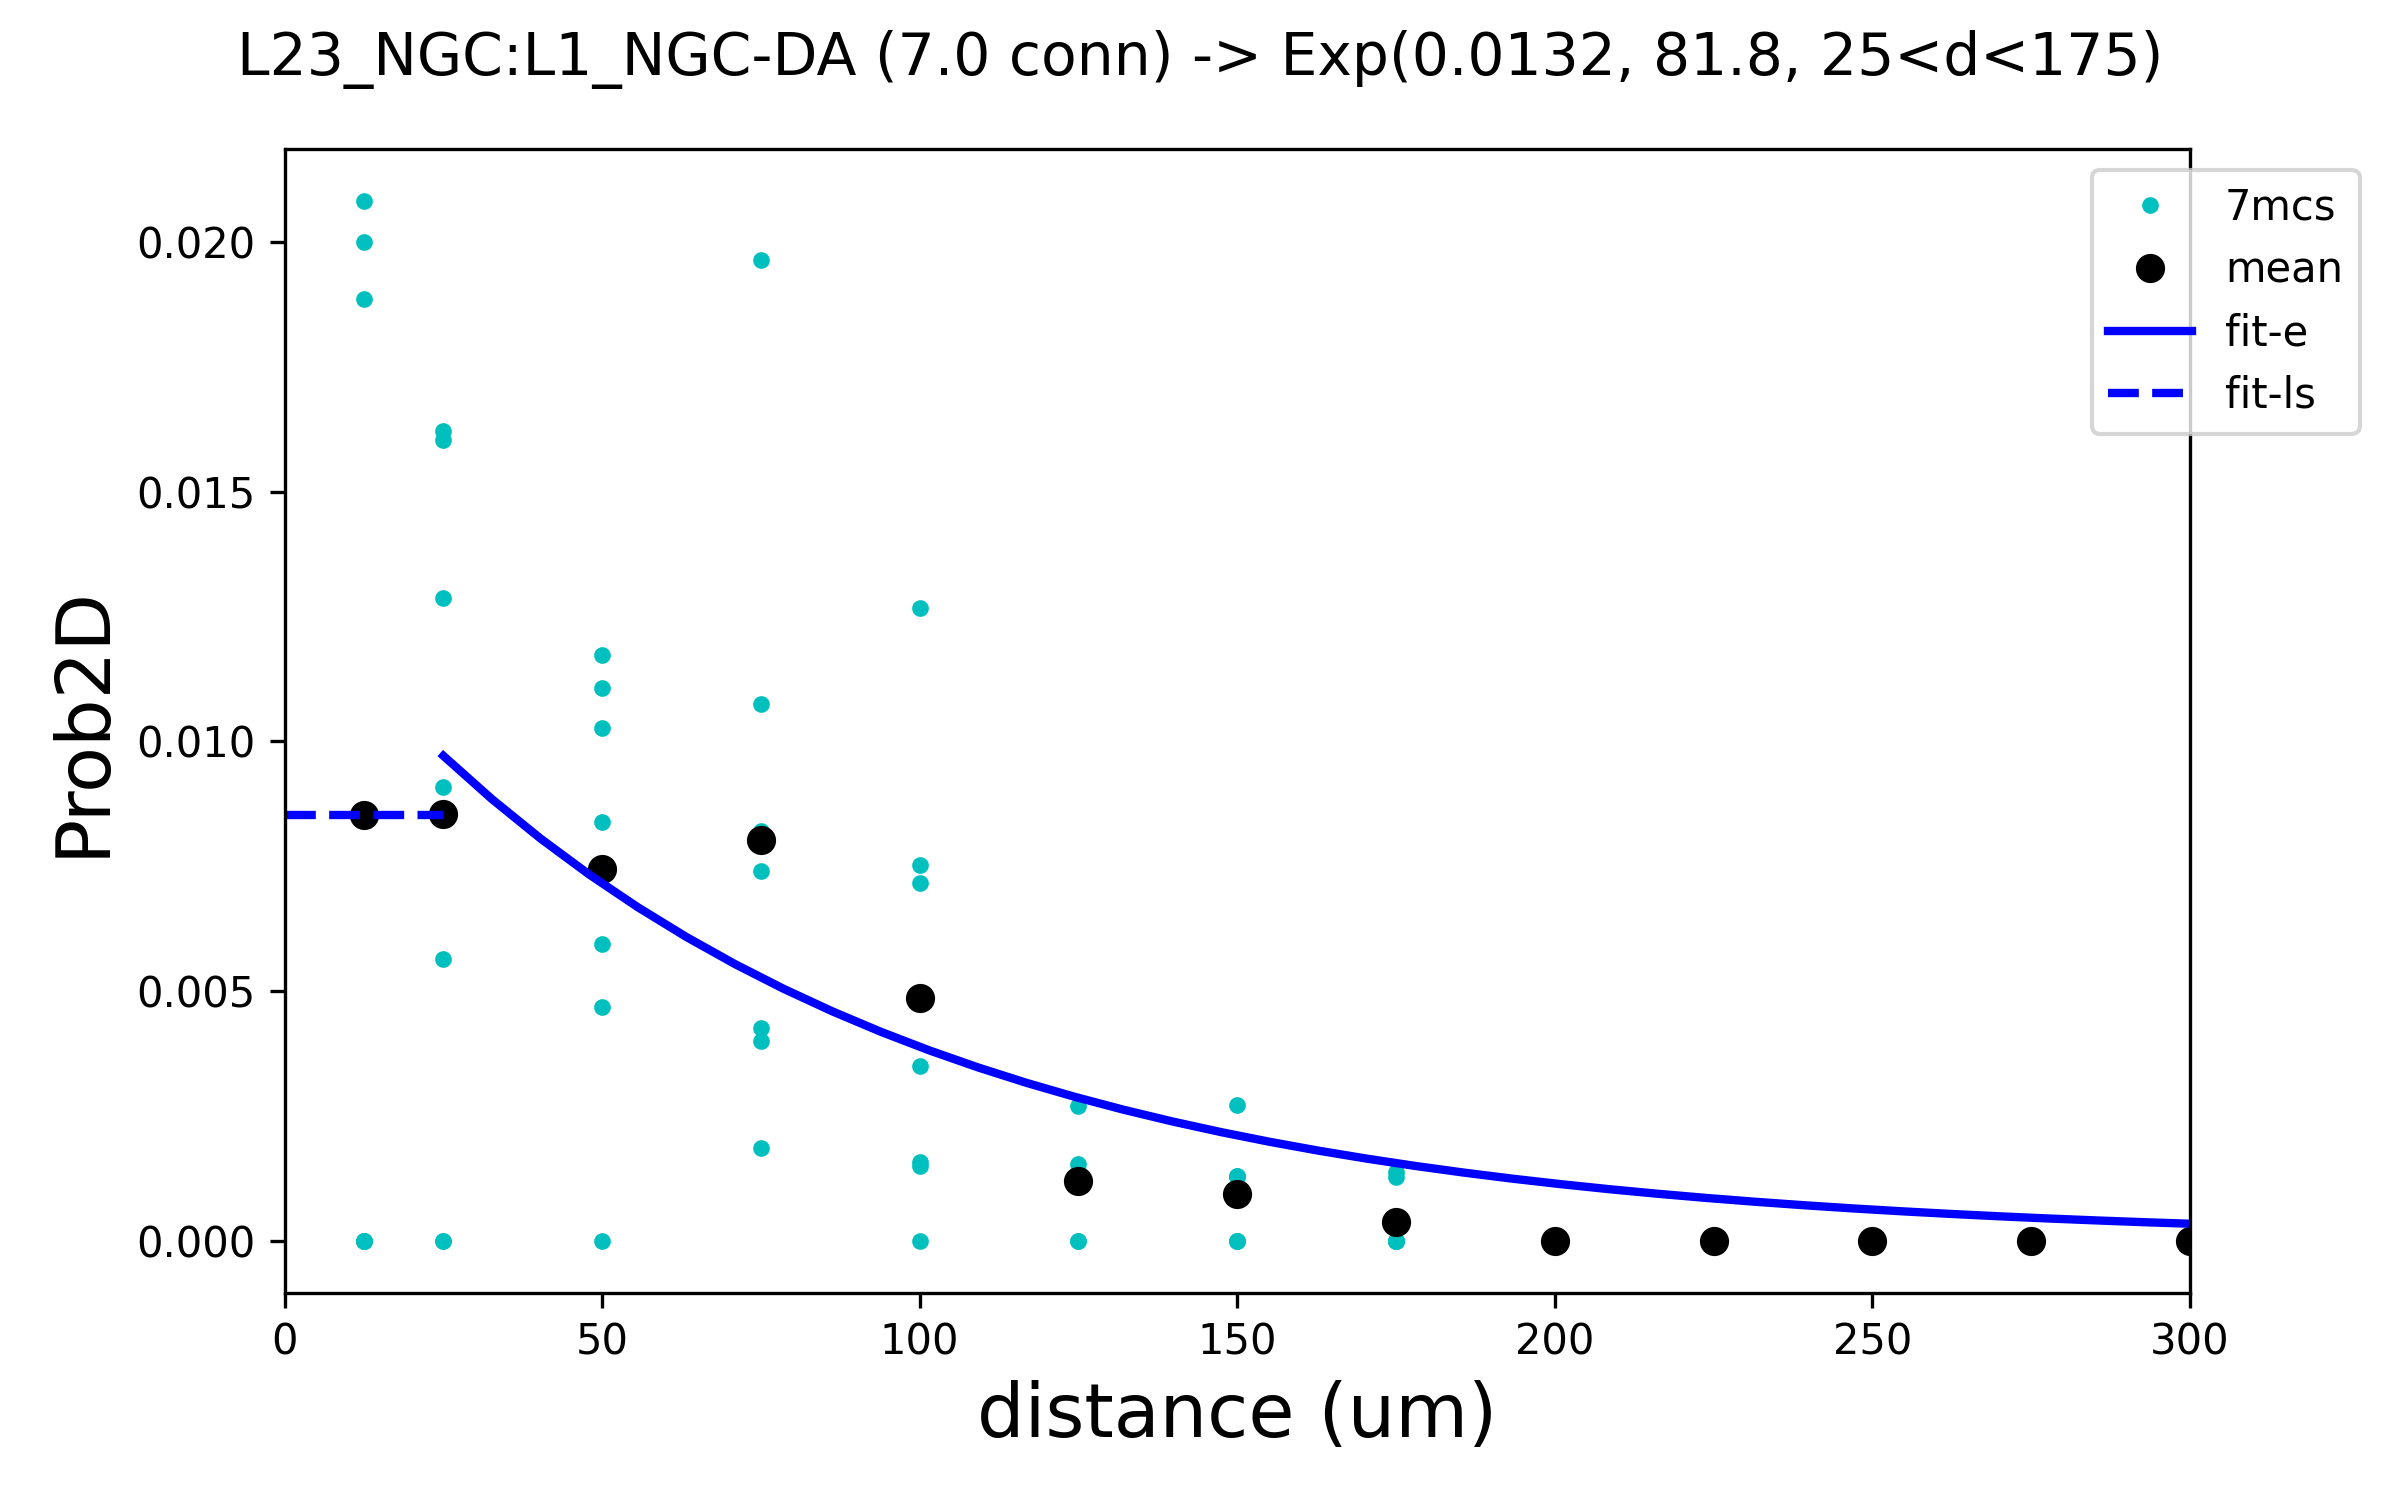 L23_NGC:L1_NGC-DA (7.0 conn) -> Exp(0.0132, 81.8, 25<d<175)
7mcs
mean
fit-e
fit-ls
Prob2D
0.020
0.015
0.010
0.005
0.000
0 50 100 150 200 250 300
distance (um)